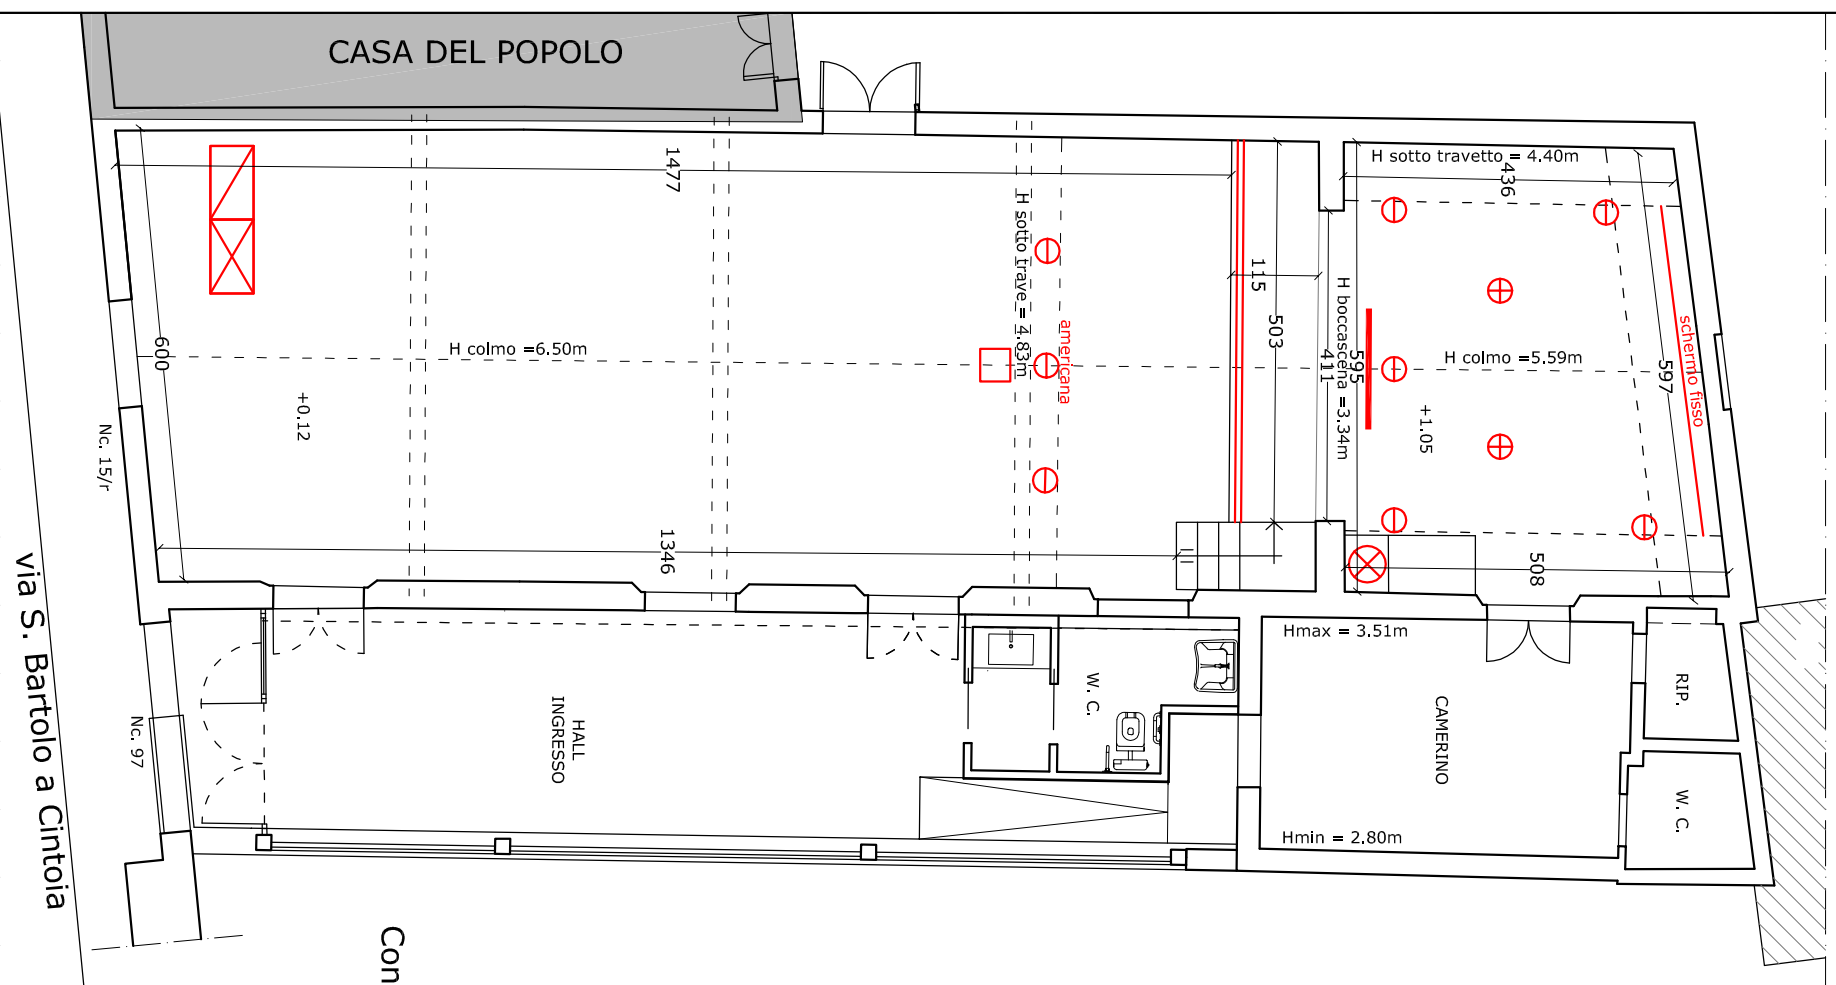 CASA DEL POPOLO
1477
H sotto travetto = 4.40m
436
H sotto trave = 4.83m
115
503
americana
H boccascena =3.34m
411
595
schermo fisso
597
H colmo =6.50m
H colmo =5.59m
600
+0.12
+1.05
Nc. 15/r
1346
508
Hmax = 3.51m
via S. Bartolo a Cintoia
Nc. 97
HALL
INGRESSO
W. C.
CAMERINO
RIP.
W. C.
Hmin = 2.80m
Con